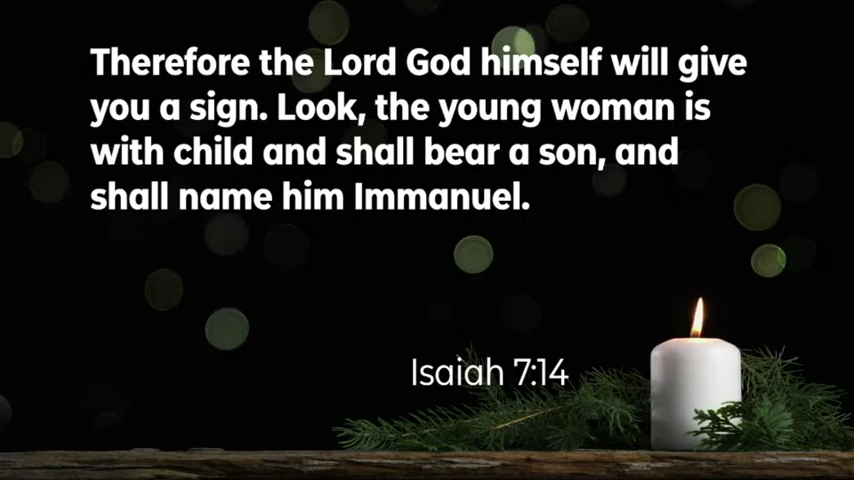 Therefore the Lord God himself will give
you a sign. Look, the young woman is
with child and shall bear a son, and
shall name him Immanuel.
Isaiah 7:14